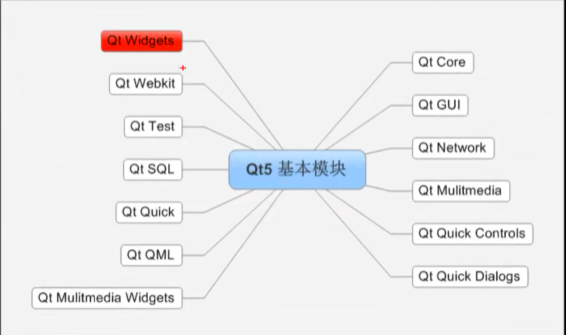 Qt Widgets
Qt Webkit
Qt Test
Qt SQL
Qt Quick
Qt QML
Qt Mulitmedia Widgets
Qt5 基本模块
Qt Core
Qt GUI
Qt Network
Qt Mulitmedia
Qt Quick Controls
Qt Quick Dialogs